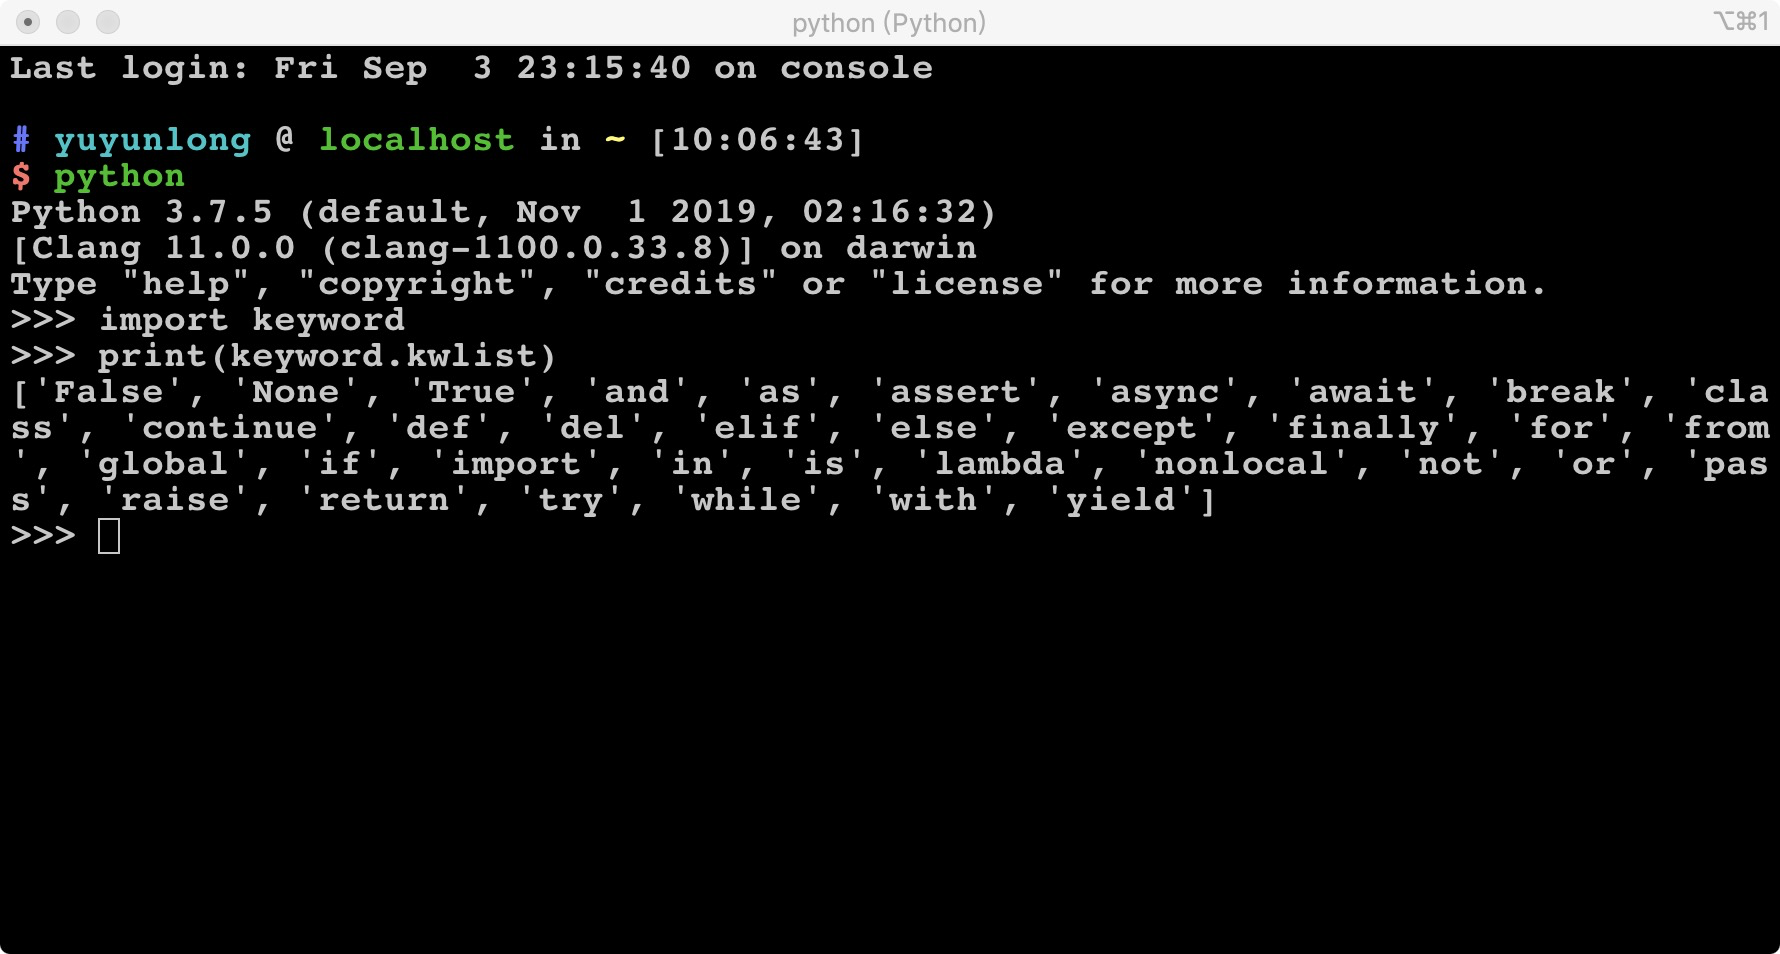 python (Python)
⌥⌘1
Last login: Fri Sep  3 23:15:40 on console
# yuyunlong @ localhost in ~ [10:06:43]
$ python
Python 3.7.5 (default, Nov  1 2019, 02:16:32)
[Clang 11.0.0 (clang-1100.0.33.8)] on darwin
Type "help", "copyright", "credits" or "license" for more information.
>>> import keyword
>>> print(keyword.kwlist)
['False', 'None', 'True', 'and', 'as', 'assert', 'async', 'await', 'break', 'cla
ss', 'continue', 'def', 'del', 'elif', 'else', 'except', 'finally', 'for', 'from
', 'global', 'if', 'import', 'in', 'is', 'lambda', 'nonlocal', 'not', 'or', 'pas
s', 'raise', 'return', 'try', 'while', 'with', 'yield']
>>>